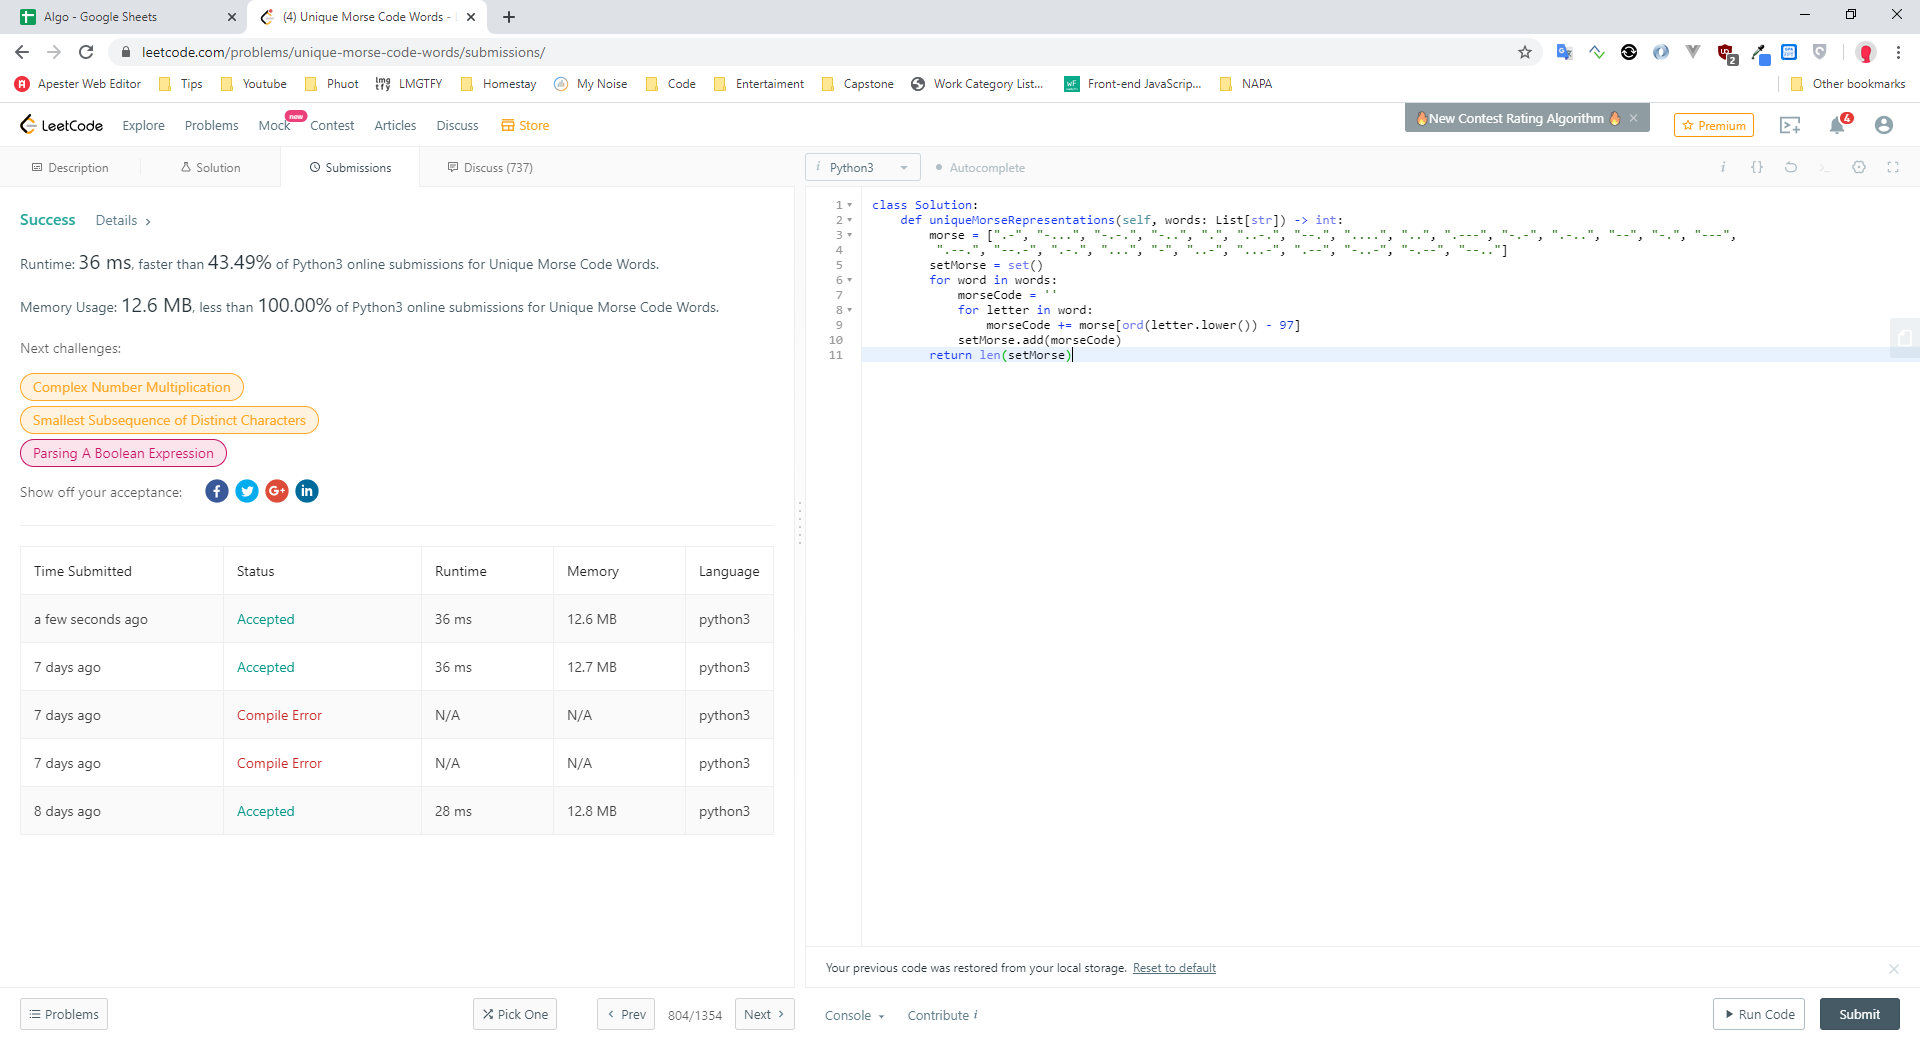 Algo - Google Sheets
(4) Unique Morse Code Words -
leetcode.com/problems/unique-morse-code-words/submissions/
2
Apester Web Editor Tips Youtube Phuot LMGTFY Homestay My Noise Code Entertaiment Capstone Work Category List... Front-end JavaScrip... NAPA Other bookmarks
LeetCode Explore Problems Mock new Contest Articles Discuss Store
🔥New Contest Rating Algorithm 🔥 ×
Premium
4
Description Solution Submissions Discuss (737)
i Python3 Autocomplete
Success Details
Runtime: 36 ms, faster than 43.49% of Python3 online submissions for Unique Morse Code Words.
Memory Usage: 12.6 MB, less than 100.00% of Python3 online submissions for Unique Morse Code Words.
Next challenges:
Complex Number Multiplication
Smallest Subsequence of Distinct Characters
Parsing A Boolean Expression
Show off your acceptance:
Time Submitted Status Runtime Memory Language
a few seconds ago Accepted 36 ms 12.6 MB python3
7 days ago Accepted 36 ms 12.7 MB python3
7 days ago Compile Error N/A N/A python3
7 days ago Compile Error N/A N/A python3
8 days ago Accepted 28 ms 12.8 MB python3
1 class Solution:
2 def uniqueMorseRepresentations(self, words: List[str]) -> int:
3 morse = [".-", "-...", "-.-.", "-..", ".", "..-.", "--.", "....", "..", ".---", "-.-", ".-..", "--", "-.", "---",
4 ".--.", "--.-", ".-.", "...", "-", "..-", "...-", ".--", "-..-", "-.--", "--.."]
5 setMorse = set()
6 for word in words:
7 morseCode = ''
8 for letter in word:
9 morseCode += morse[ord(letter.lower()) - 97]
10 setMorse.add(morseCode)
11 return len(setMorse)
Your previous code was restored from your local storage. Reset to default
Problems Pick One Prev 804/1354 Next
Console Contribute i
Run Code Submit